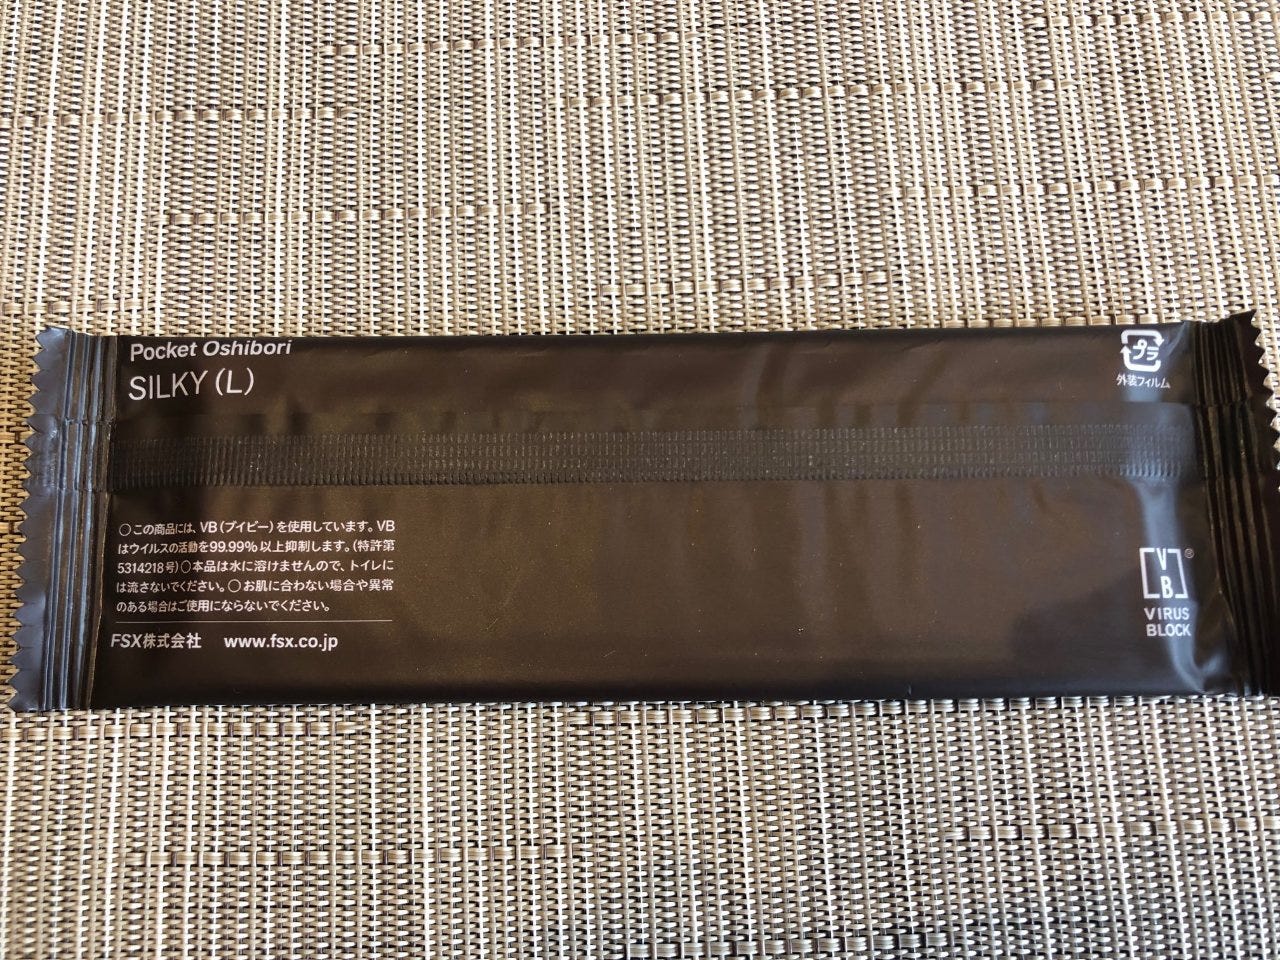 Pocket Oshibori
SILKY (L)
プラ
外装フィルム
○この商品には、VB(ブイビー)を使用しています。VB
はウイルスの活動を99.99%以上抑制します。(特許第
5314218号)○本品は水に溶けませんので、トイレに
は流さないでください。○お肌に合わない場合や異常
のある場合はご使用にならないでください。
FSX株式会社 www.fsx.co.jp
VB®
VIRUS
BLOCK